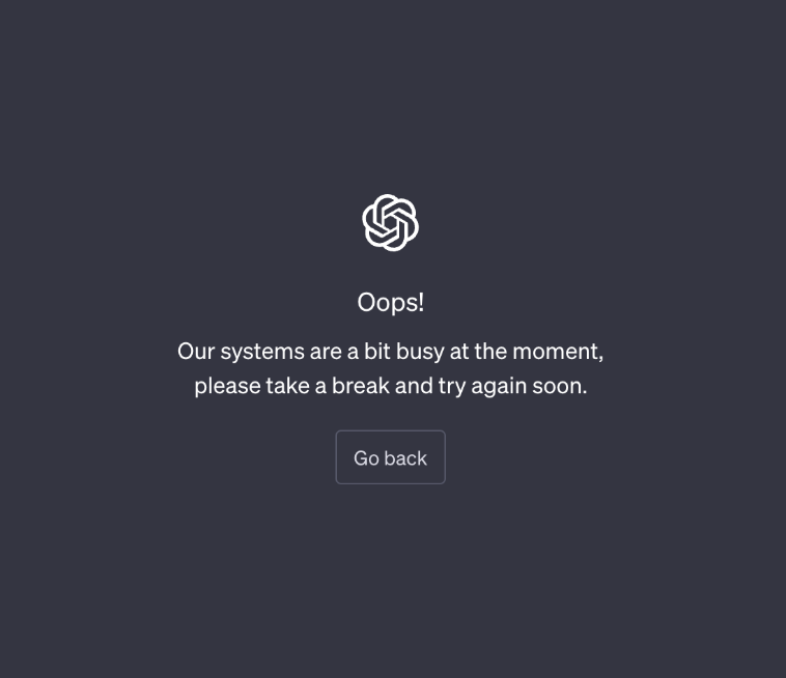 Oops!
Our systems are a bit busy at the moment,
please take a break and try again soon.
Go back